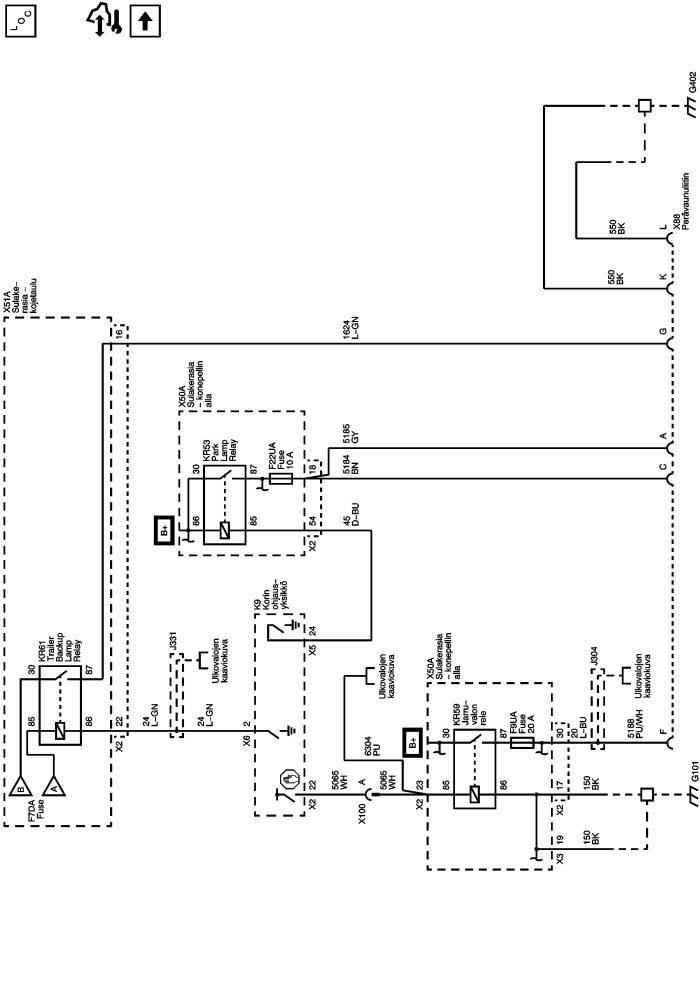 LOC
X51A
Sulake–
rasia –
kojetaulu
KR61
Trailer
Backup
Lamp
Relay
30
87
85
86
B
A
F7DA
Fuse
16
22
X2
24
L–GN
J331
Ulkovalojen
kaaviokuva
24
L–GN
2
X6
K9
Korin
ohjaus–
yksikkö
24
X5
22
X2
X50A
Sulakerasia
– konepellin
alla
B+
KR53
Park
Lamp
Relay
30
87
86
85
F22UA
Fuse
10 A
18
54
X2
45
D–BU
1624
L–GN
5185
GY
5184
BN
5065
WH
A
X100
5065
WH
6304
PU
Ulkovalojen
kaaviokuva
23
X2
X50A
Sulakerasia
– konepellin
alla
B+
KR59
Jarru–
valon
rele
30
87
85
86
F9UA
Fuse
20 A
30
17
X2
19
X3
20
L–BU
150
BK
150
BK
J304
Ulkovalojen
kaaviokuva
5188
PU/WH
550
BK
550
BK
L
K
G
A
C
F
X88
Perävaunuliitin
G402
G101